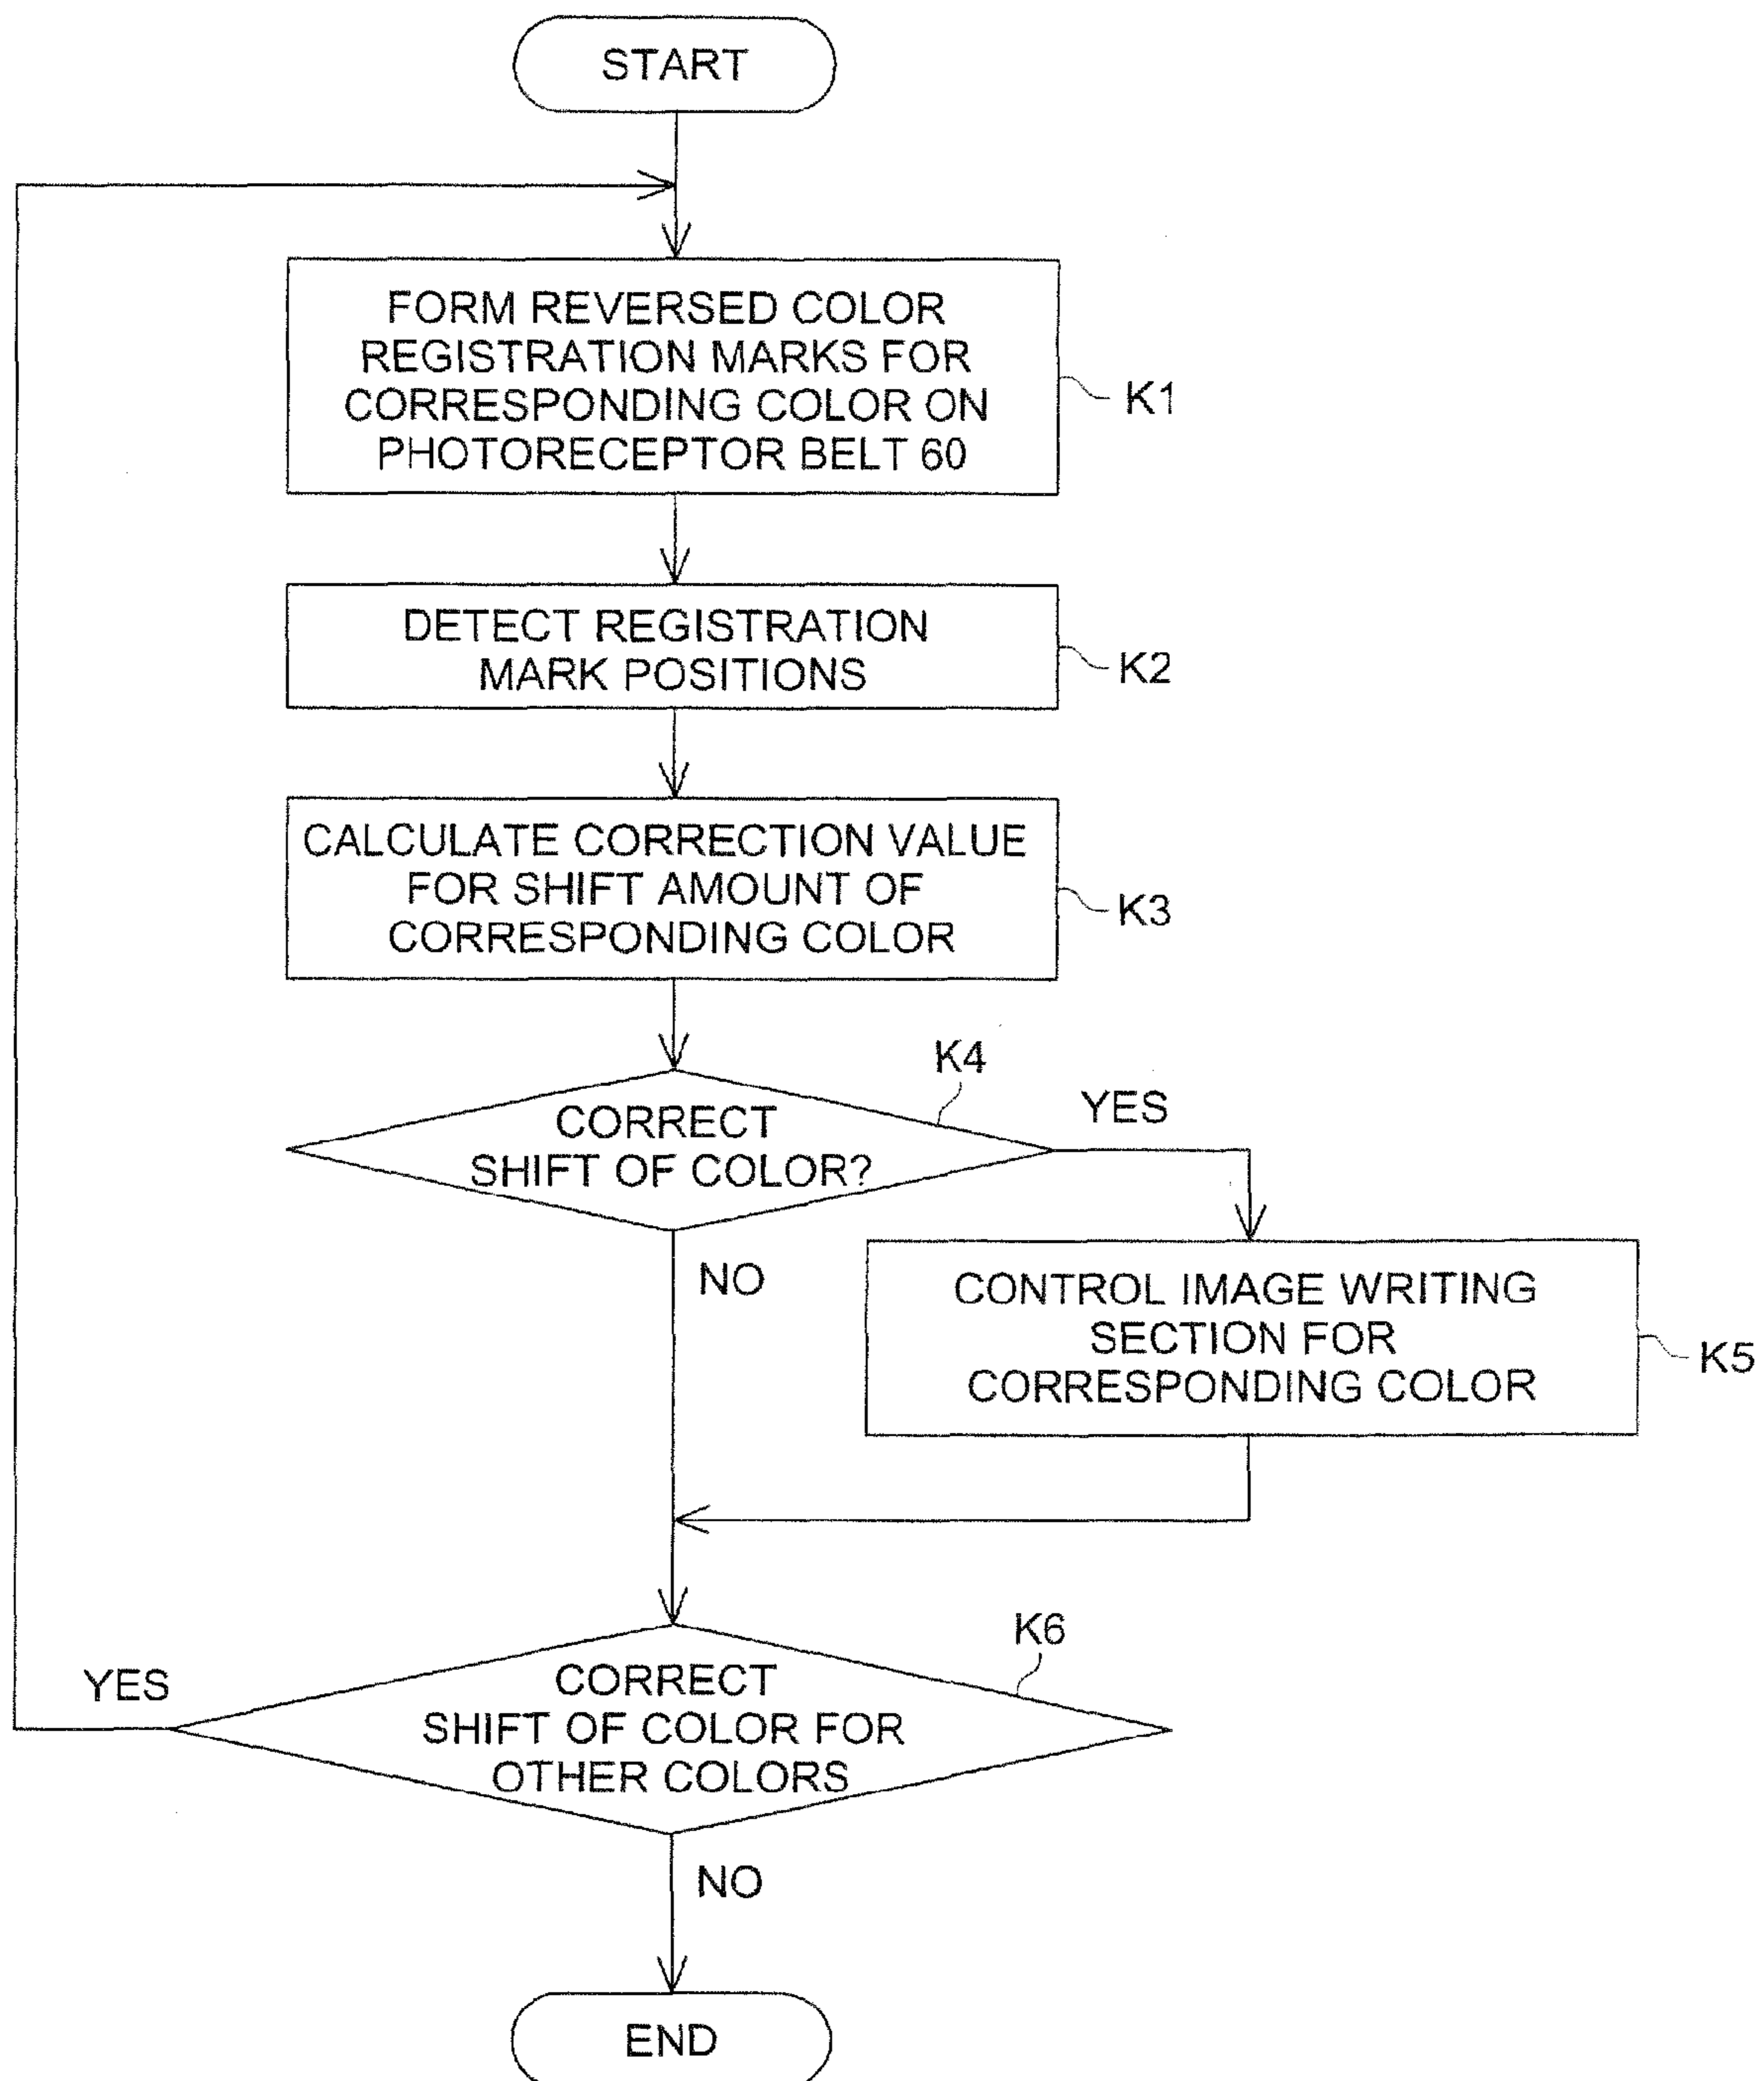 START
FORM REVERSED COLOR
REGISTRATION MARKS FOR
CORRESPONDING COLOR ON
PHOTORECEPTOR BELT 60
K1
DETECT REGISTRATION
MARK POSITIONS
K2
CALCULATE CORRECTION VALUE
FOR SHIFT AMOUNT OF
CORRESPONDING COLOR
K3
K4
CORRECT
SHIFT OF COLOR?
YES
NO
CONTROL IMAGE WRITING
SECTION FOR
CORRESPONDING COLOR
K5
K6
YES
CORRECT
SHIFT OF COLOR FOR
OTHER COLORS
NO
END